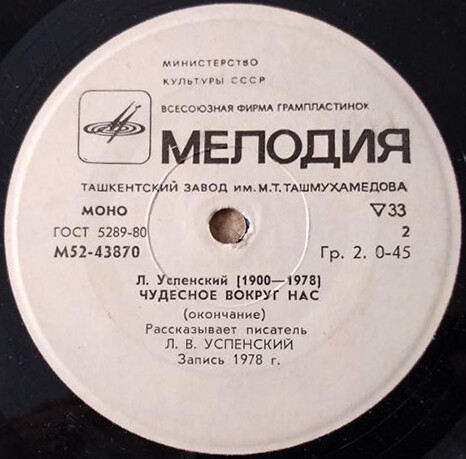 МИНИСТЕРСТВО
КУЛЬТУРЫ СССР
ВСЕСОЮЗНАЯ ФИРМА ГРАМПЛАСТИНОК
МЕЛОДИЯ
ТАШКЕНТСКИЙ ЗАВОД ИМ. М.Т. ТАШМУХАМЕДОВА
МОНО ▽33
ГОСТ 5289-80 2
М52-43870 Гр. 2. 0-45
Л. Успенский (1900—1978)
ЧУДЕСНОЕ ВОКРУГ НАС
(окончание)
Рассказывает писатель
Л. В. УСПЕНСКИЙ
Запись 1978 г.